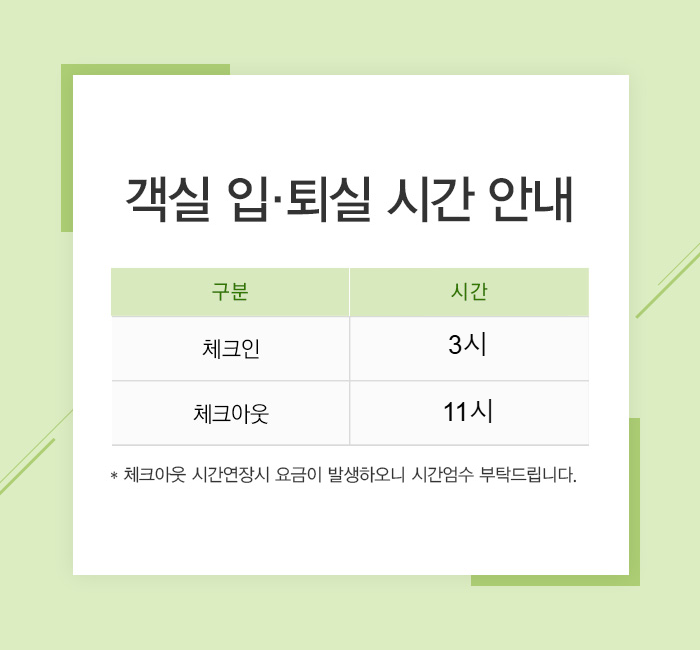 객실 입·퇴실 시간 안내
구분 시간
체크인 3시
체크아웃 11시
* 체크아웃 시간연장시 요금이 발생하오니 시간엄수 부탁드립니다.